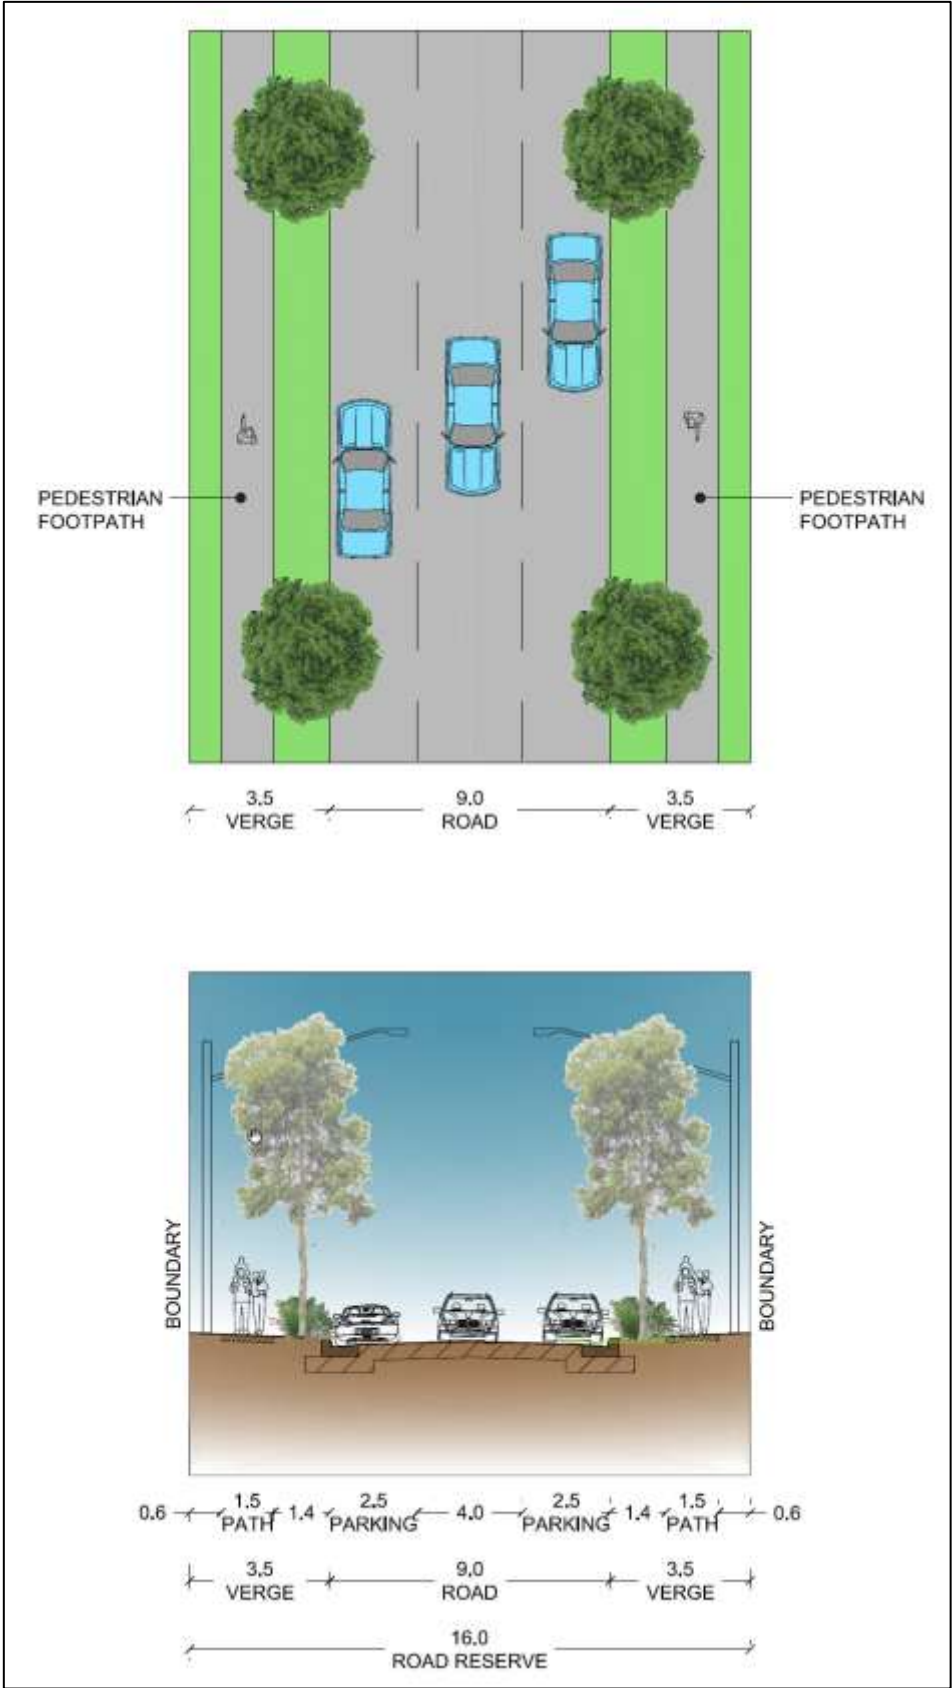 PEDESTRIAN
FOOTPATH
PEDESTRIAN
FOOTPATH
3.5
VERGE
9.0
ROAD
3.5
VERGE
BOUNDARY
BOUNDARY
0.6
1.5
PATH
1.4
2.5
PARKING
4.0
2.5
PARKING
1.4
1.5
PATH
0.6
3.5
VERGE
9.0
ROAD
3.5
VERGE
16.0
ROAD RESERVE